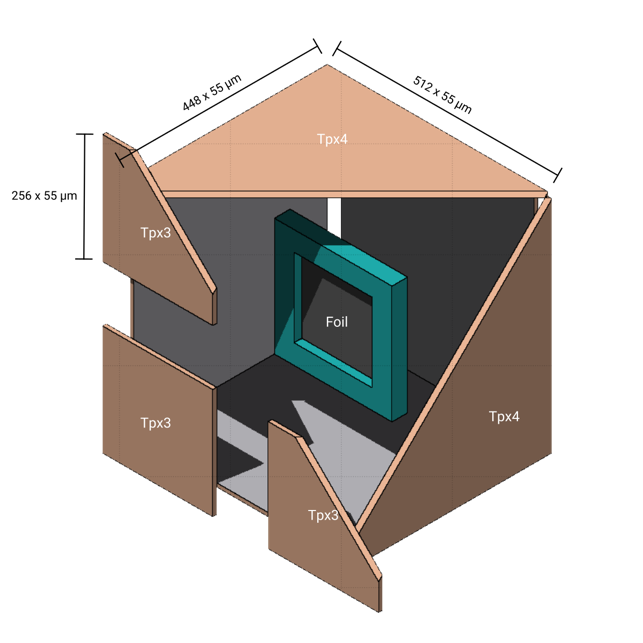 448 x 55 µm
512 x 55 µm
Tpx4
256 x 55 µm
Tpx3
Foil
Tpx3
Tpx4
Tpx3